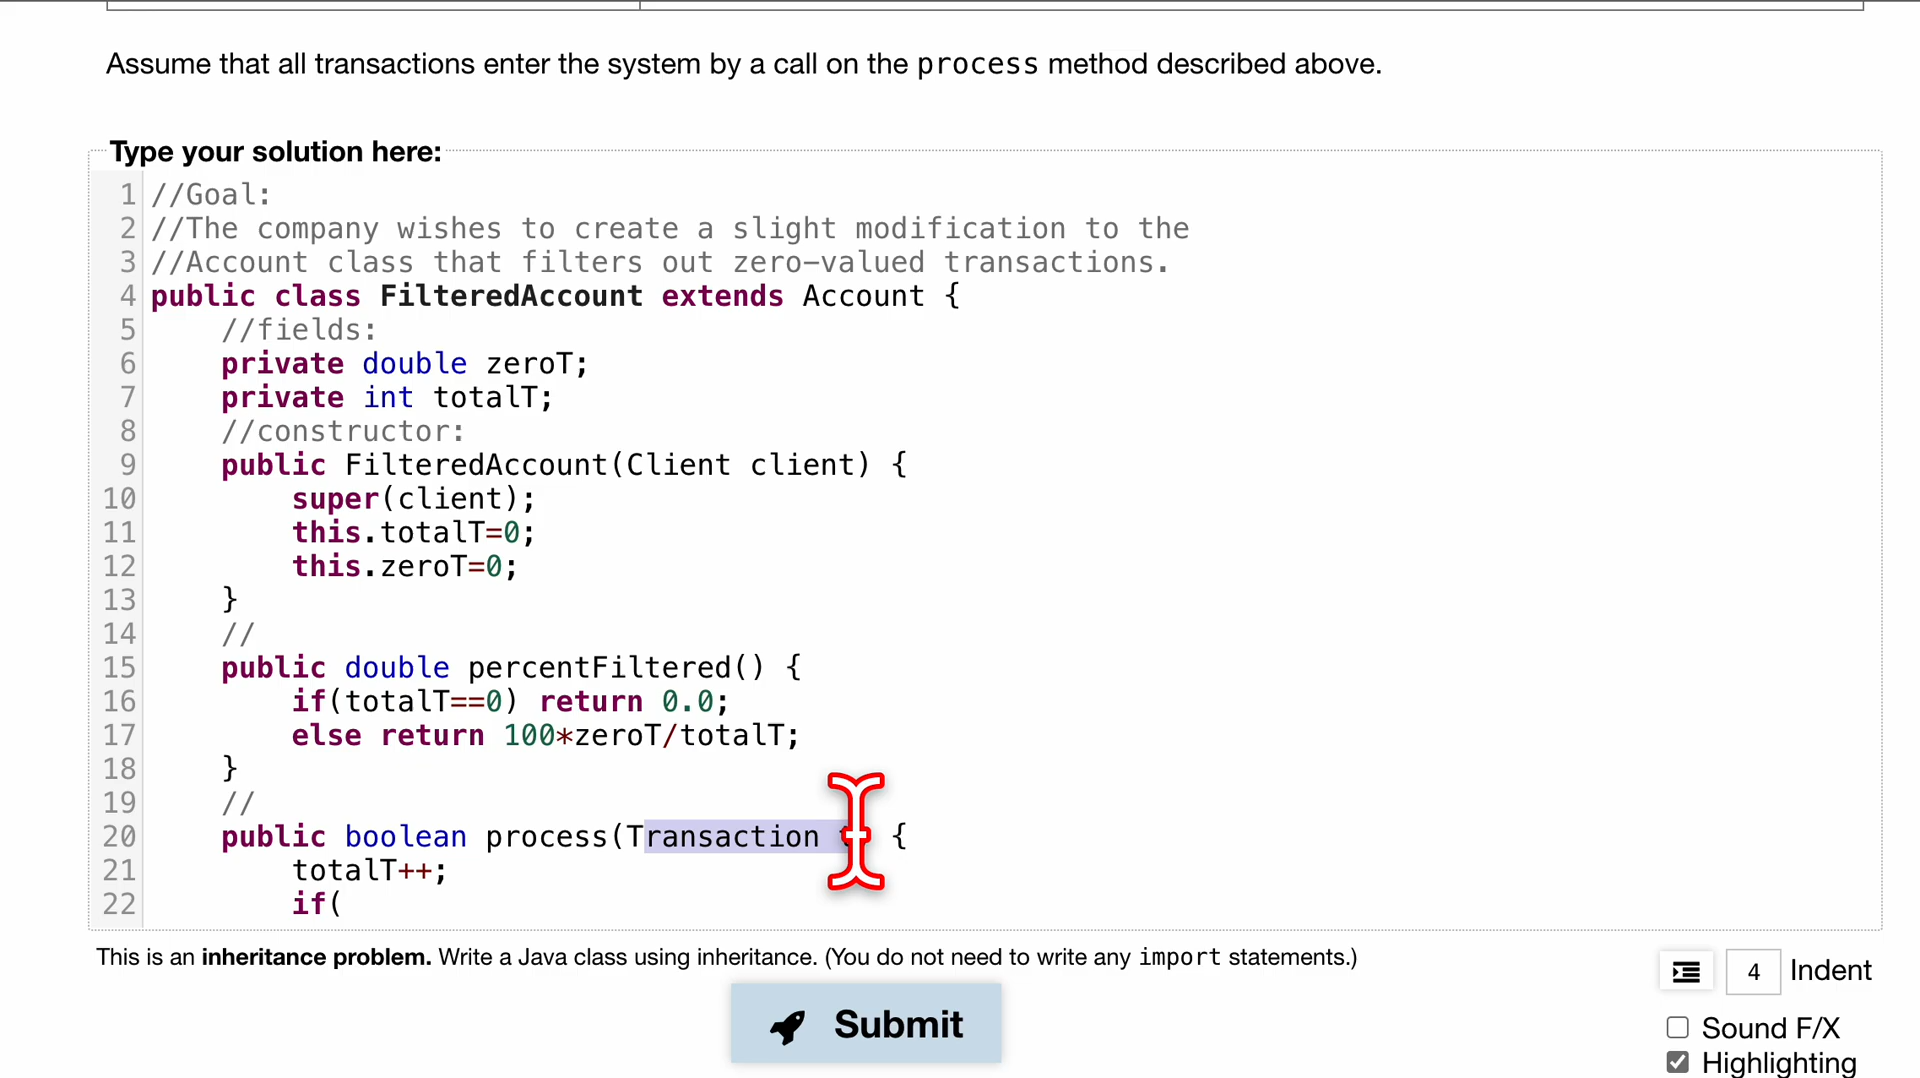 Assume that all transactions enter the system by a call on the process method described above.
Type your solution here:
1 //Goal:
2 //The company wishes to create a slight modification to the
3 //Account class that filters out zero-valued transactions.
4 public class FilteredAccount extends Account {
5     //fields:
6     private double zeroT;
7     private int totalT;
8     //constructor:
9     public FilteredAccount(Client client) {
10         super(client);
11         this.totalT=0;
12         this.zeroT=0;
13     }
14     //
15     public double percentFiltered() {
16         if(totalT==0) return 0.0;
17         else return 100*zeroT/totalT;
18     }
19     //
20     public boolean process(Transaction {
21         totalT++;
22         if(
This is an inheritance problem. Write a Java class using inheritance. (You do not need to write any import statements.)
4 Indent
Submit
Sound F/X
Highlighting